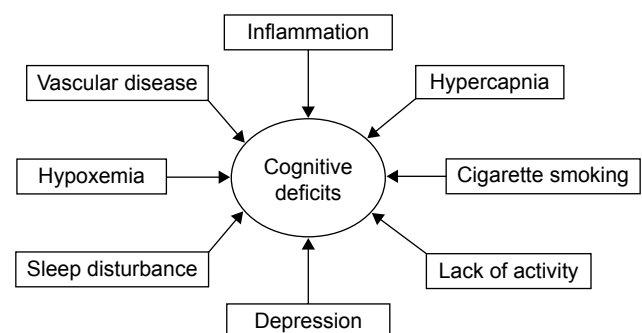 Inflammation
Vascular disease
Hypercapnia
Hypoxemia
Cognitive
deficits
Cigarette smoking
Sleep disturbance
Lack of activity
Depression